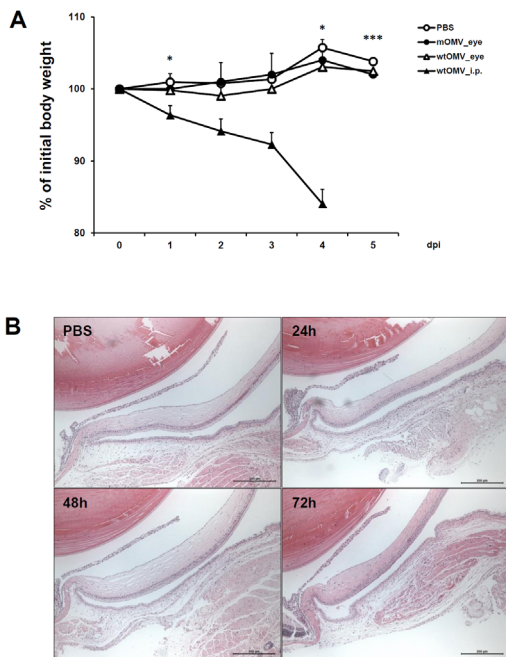 A
110
100
90
80
% of initial body weight
*
*
***
PBS
mOMV_eye
wtOMV_eye
wtOMV_i.p.
0 1 2 3 4 5 dpi
B
PBS
24h
48h
72h